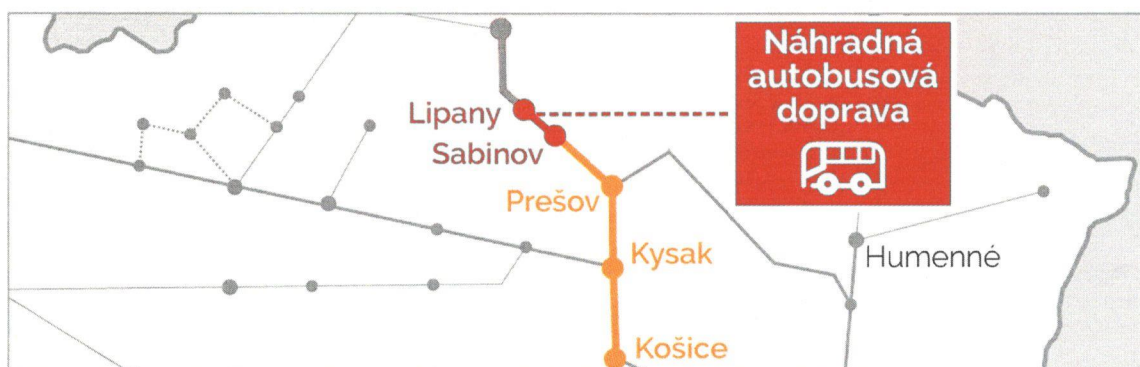 Náhradná
autobusová
doprava
Lipany
Sabinov
Prešov
Kysak
Humenné
Košice